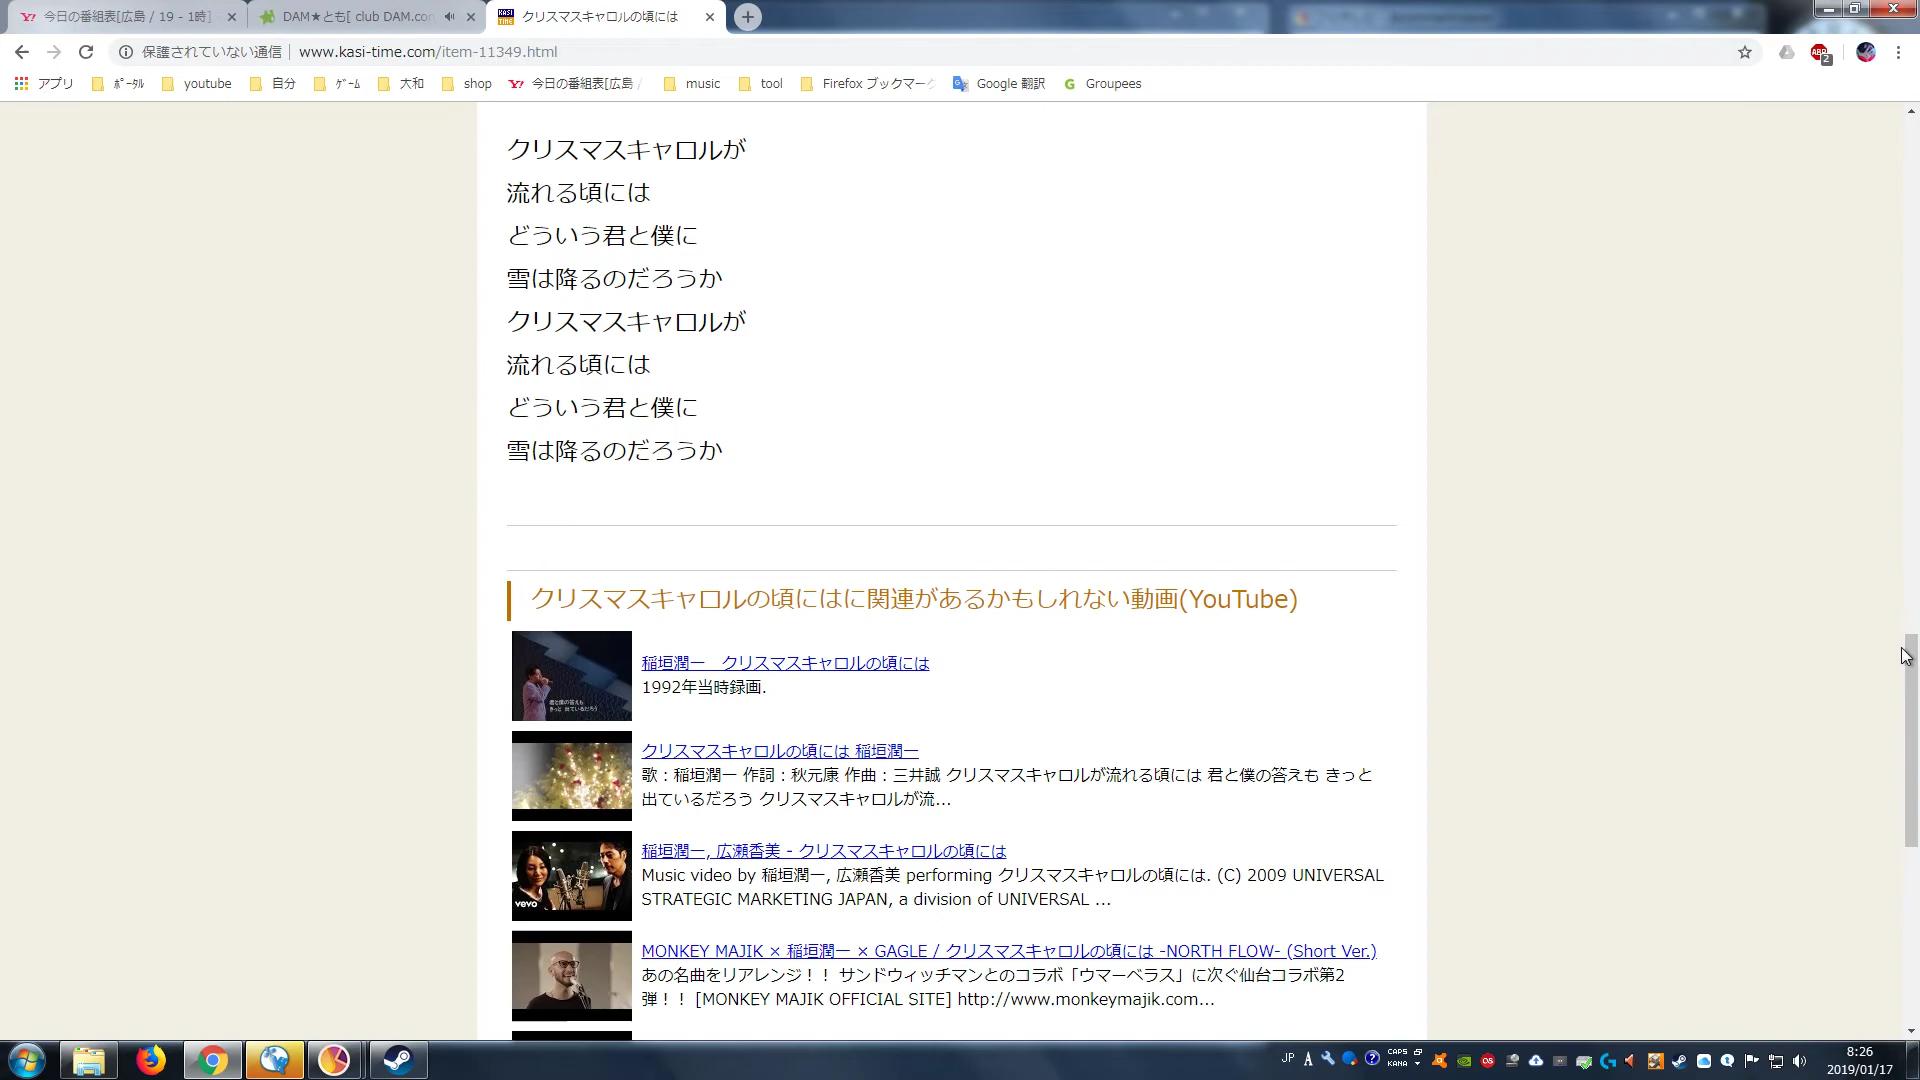 今日の番組表[広島 / 19 - 1時]
DAM★とも[ club DAM.com
クリスマスキャロルの頃には
保護されていない通信
www.kasi-time.com/item-11349.html
アプリ ポータル youtube 自分 ゲーム 大和 shop 今日の番組表[広島 / music tool Firefox ブックマーク Google 翻訳 Groupees
クリスマスキャロルが
流れる頃には
どういう君と僕に
雪は降るのだろうか
クリスマスキャロルが
流れる頃には
どういう君と僕に
雪は降るのだろうか
クリスマスキャロルの頃にはに関連があるかもしれない動画(YouTube)
稲垣潤一　クリスマスキャロルの頃には
1992年当時録画.
クリスマスキャロルの頃には 稲垣潤一
歌：稲垣潤一 作詞：秋元康 作曲：三井誠 クリスマスキャロルが流れる頃には 君と僕の答えも きっと
出ているだろう クリスマスキャロルが流...
稲垣潤一, 広瀬香美 - クリスマスキャロルの頃には
Music video by 稲垣潤一, 広瀬香美 performing クリスマスキャロルの頃には. (C) 2009 UNIVERSAL
STRATEGIC MARKETING JAPAN, a division of UNIVERSAL ...
vevo
MONKEY MAJIK × 稲垣潤一 × GAGLE / クリスマスキャロルの頃には -NORTH FLOW- (Short Ver.)
あの名曲をリアレンジ！！ サンドウィッチマンとのコラボ「ウマーベラス」に次ぐ仙台コラボ第2
弾！！ [MONKEY MAJIK OFFICIAL SITE] http://www.monkeymajik.com...
JP
CAPS
KANA
8:26
2019/01/17